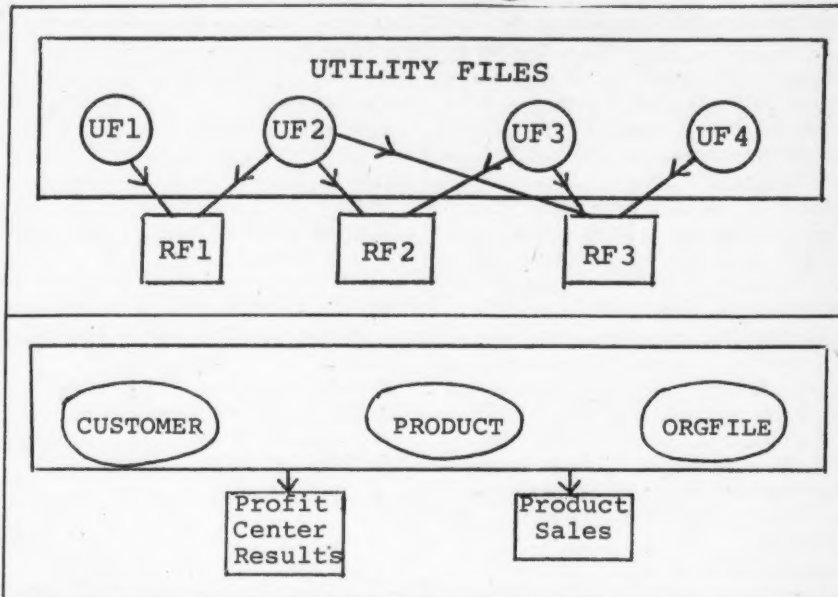 UTILITY FILES
UF1 UF2 UF3 UF4
RF1 RF2 RF3
CUSTOMER PRODUCT ORGFILE
Profit
Center
Results
Product
Sales